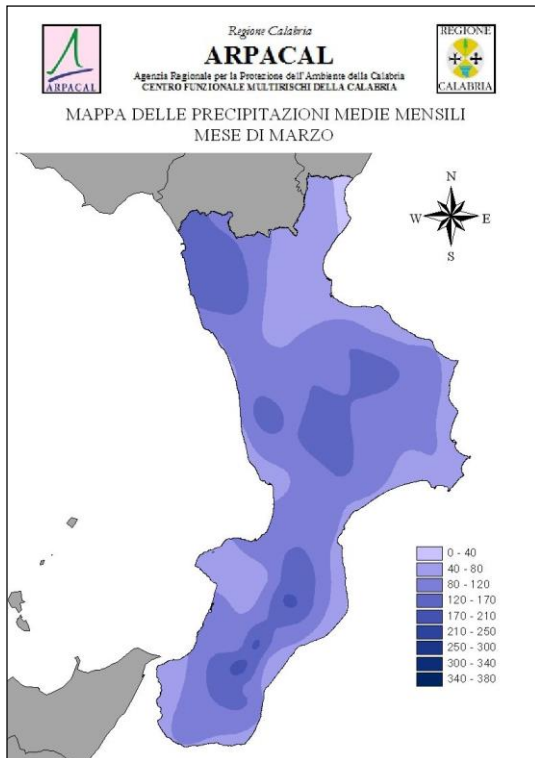 Regione Calabria
ARPACAL
Agenzia Regionale per la Protezione dell'Ambiente della Calabria
CENTRO FUNZIONALE MULTIRISCHI DELLA CALABRIA
ARPACAL
REGIONE
CALABRIA
MAPPA DELLE PRECIPITAZIONI MEDIE MENSILI
MESE DI MARZO
N
W E
S
0 - 40
40 - 80
80 - 120
120 - 170
170 - 210
210 - 250
250 - 300
300 - 340
340 - 380